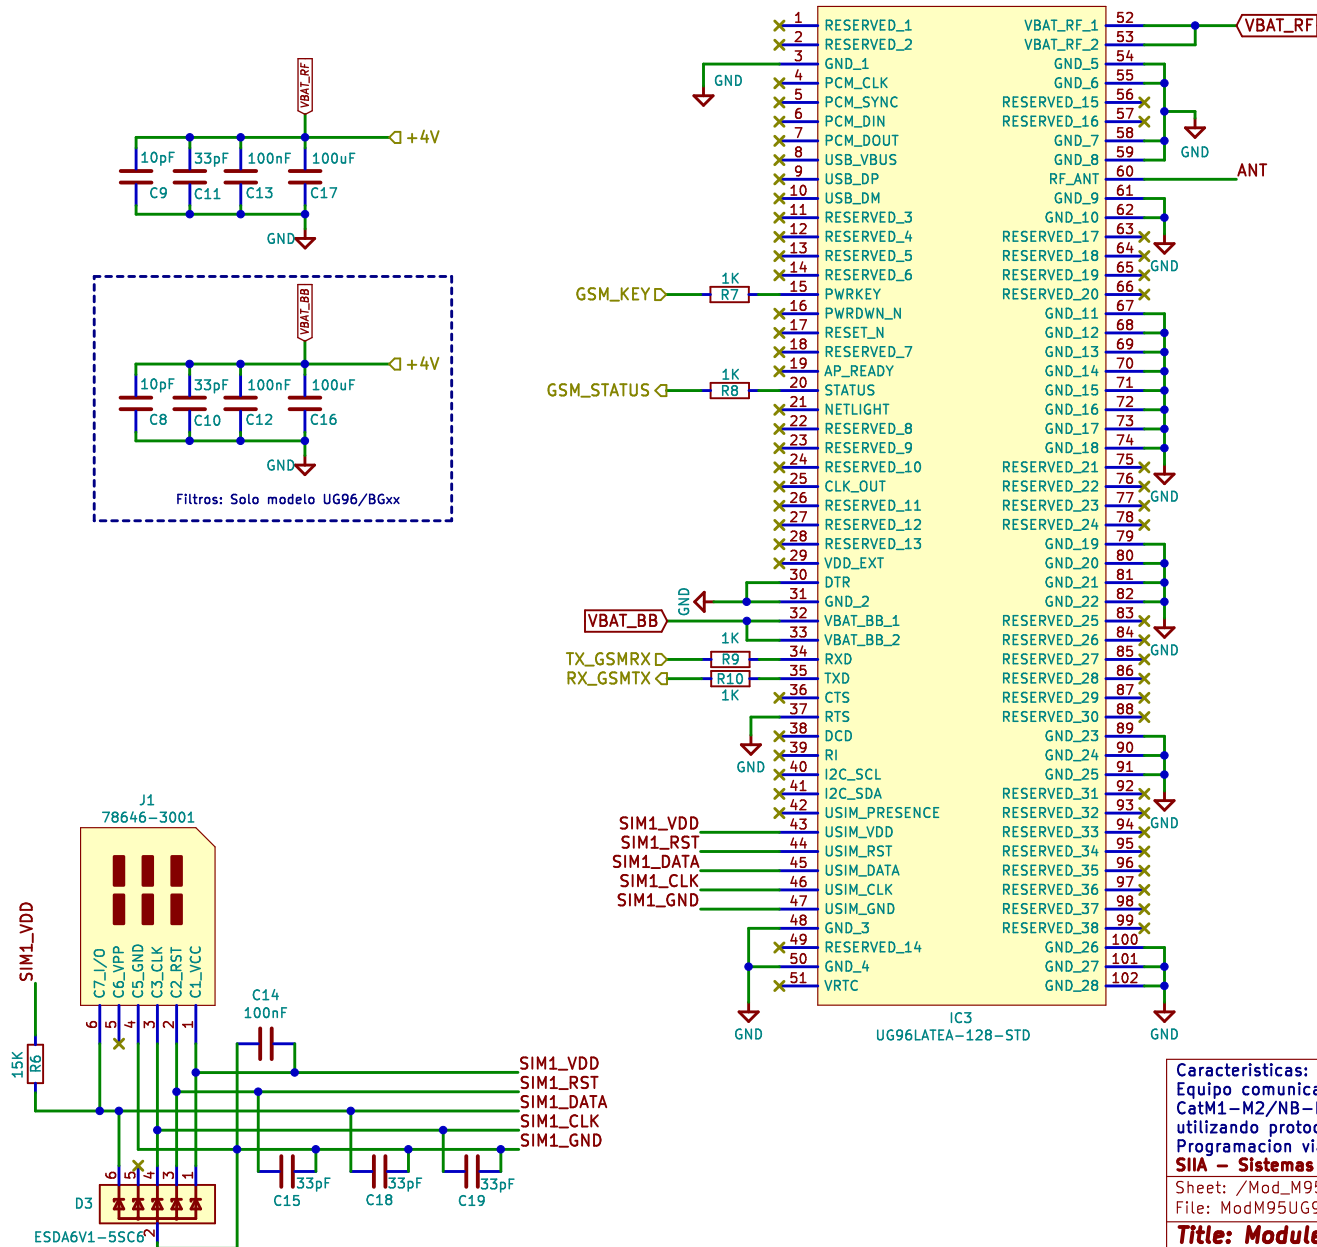 VBAT_RF
+4V
10pF
33pF
100nF
100uF
C9
C11
C13
C17
GND
VBAT_BB
+4V
10pF
33pF
100nF
100uF
C8
C10
C12
C16
GND
Filtros: Solo modelo UG96/BGxx
1 RESERVED_1
2 RESERVED_2
3 GND_1
GND
4 PCM_CLK
5 PCM_SYNC
6 PCM_DIN
7 PCM_DOUT
8 USB_VBUS
9 USB_DP
10 USB_DM
11 RESERVED_3
12 RESERVED_4
13 RESERVED_5
14 RESERVED_6
GSM_KEY 1K R7 15 PWRKEY
16 PWRDWN_N
17 RESET_N
18 RESERVED_7
19 AP_READY
GSM_STATUS 1K R8 20 STATUS
21 NETLIGHT
22 RESERVED_8
23 RESERVED_9
24 RESERVED_10
25 CLK_OUT
26 RESERVED_11
27 RESERVED_12
28 RESERVED_13
29 VDD_EXT
30 DTR
GND 31 GND_2
VBAT_BB 32 VBAT_BB_1
33 VBAT_BB_2
1K
TX_GSMRX R9 34 RXD
RX_GSMTX R10 35 TXD
1K
36 CTS
37 RTS
GND
38 DCD
39 RI
40 I2C_SCL
41 I2C_SDA
42 USIM_PRESENCE
SIM1_VDD 43 USIM_VDD
SIM1_RST 44 USIM_RST
SIM1_DATA 45 USIM_DATA
SIM1_CLK 46 USIM_CLK
SIM1_GND 47 USIM_GND
48 GND_3
49 RESERVED_14
50 GND_4
51 VRTC
GND
VBAT_RF_1 52 VBAT_RF
VBAT_RF_2 53
GND_5 54
GND_6 55
RESERVED_15 56
RESERVED_16 57
GND_7 58
GND_8 59
GND
RF_ANT 60 ANT
GND_9 61
GND_10 62
GND
RESERVED_17 63
RESERVED_18 64
RESERVED_19 65
RESERVED_20 66
GND_11 67
GND_12 68
GND_13 69
GND_14 70
GND_15 71
GND_16 72
GND_17 73
GND_18 74
GND
RESERVED_21 75
RESERVED_22 76
RESERVED_23 77
RESERVED_24 78
GND_19 79
GND_20 80
GND_21 81
GND_22 82
GND
RESERVED_25 83
RESERVED_26 84
RESERVED_27 85
RESERVED_28 86
RESERVED_29 87
RESERVED_30 88
GND_23 89
GND_24 90
GND_25 91
GND
RESERVED_31 92
RESERVED_32 93
RESERVED_33 94
RESERVED_34 95
RESERVED_35 96
RESERVED_36 97
RESERVED_37 98
RESERVED_38 99
GND_26 100
GND_27 101
GND_28 102
GND
IC3
UG96LATEA-128-STD
J1
78646-3001
C7_I/O
C6_VPP
C5_GND
C3_CLK
C2_RST
C1_VCC
6
5
4
3
2
1
SIM1_VDD
15K
R6
C14
100nF
SIM1_VDD
SIM1_RST
SIM1_DATA
SIM1_CLK
SIM1_GND
33pF
C15
33pF
C18
33pF
C19
6
5
4
3
1
2
D3
ESDA6V1-5SC6
Caracteristicas:
Equipo comunica
CatM1-M2/NB-
utilizando proto
Programacion vi
SIIA - Sistemas
Sheet: /Mod_M95
File: ModM95UG9
Title: Module